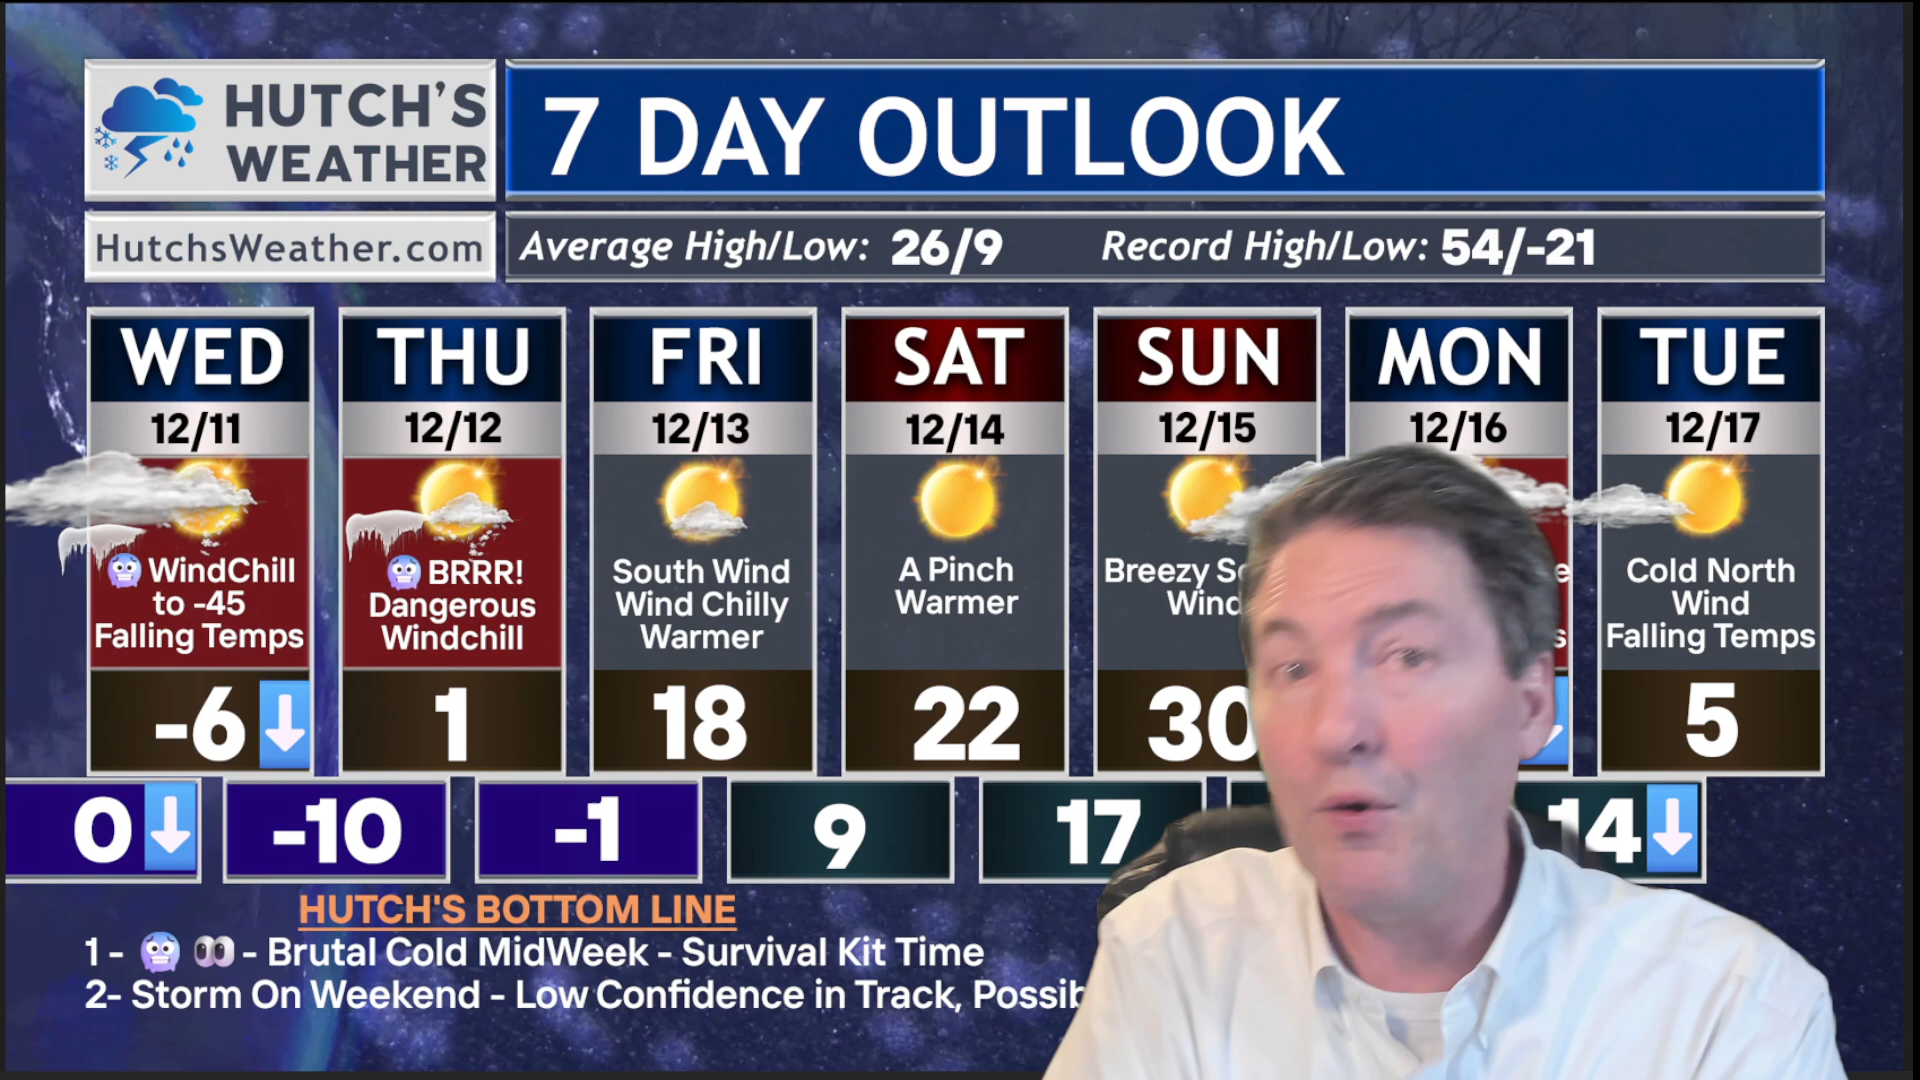 HUTCH'S
WEATHER
7 DAY OUTLOOK
HutchsWeather.com
Average High/Low: 26/9 Record High/Low: 54/-21
WED
12/11
WindChill
to -45
Falling Temps
-6
THU
12/12
BRRR!
Dangerous
Windchill
1
FRI
12/13
South Wind
Wind Chilly
Warmer
18
SAT
12/14
A Pinch
Warmer
22
SUN
12/15
Breezy
Wind
30
MON
12/16
TUE
12/17
Cold North
Wind
Falling Temps
5
0 -10 -1 9 17 14
HUTCH'S BOTTOM LINE
1 - 🥶 👀 - Brutal Cold MidWeek - Survival Kit Time
2- Storm On Weekend - Low Confidence in Track,